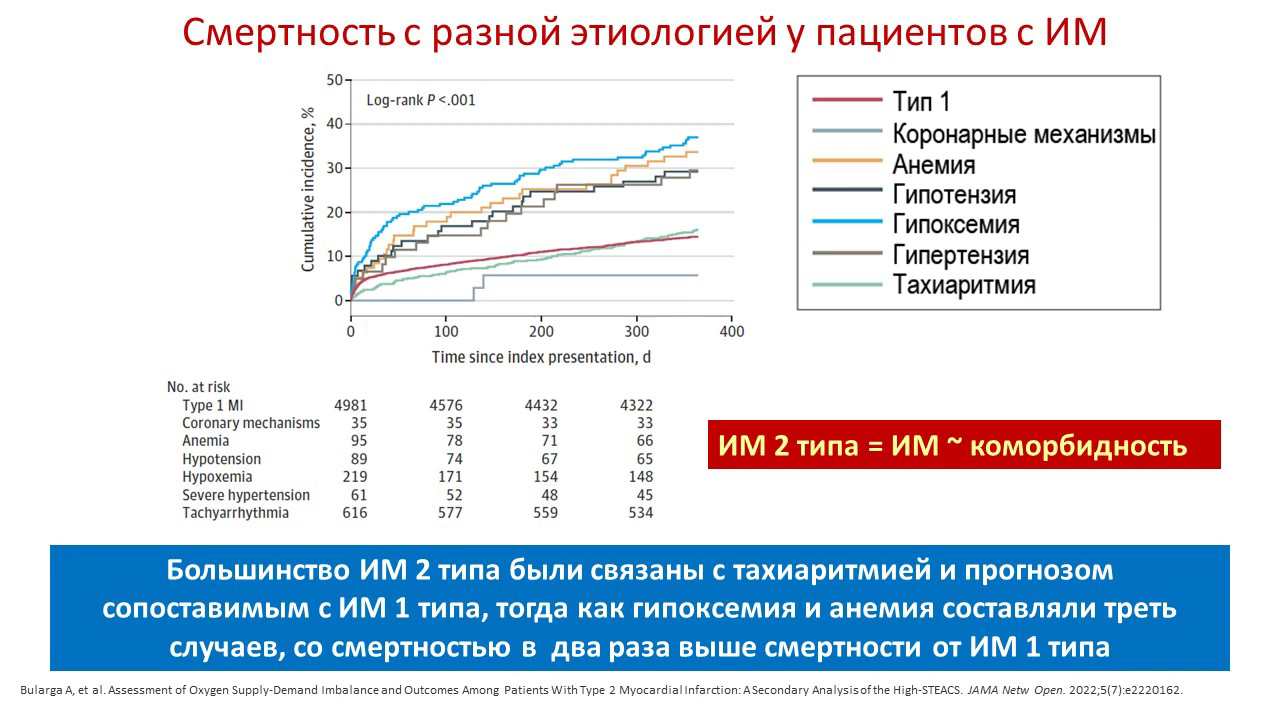 Смертность с разной этиологией у пациентов с ИМ
Log-rank P <.001
Cumulative incidence, %
50
40
30
20
10
0
0 100 200 300 400
Time since index presentation, d
Тип 1
Коронарные механизмы
Анемия
Гипотензия
Гипоксемия
Гипертензия
Тахиаритмия
No. at risk
Type 1 MI 4981 4576 4432 4322
Coronary mechanisms 35 35 33 33
Anemia 95 78 71 66
Hypotension 89 74 67 65
Hypoxemia 219 171 154 148
Severe hypertension 61 52 48 45
Tachyarrhythmia 616 577 559 534
ИМ 2 типа = ИМ ~ коморбидность
Большинство ИМ 2 типа были связаны с тахиаритмией и прогнозом
сопоставимым с ИМ 1 типа, тогда как гипоксемия и анемия составляли треть
случаев, со смертностью в два раза выше смертности от ИМ 1 типа
Bularga A, et al. Assessment of Oxygen Supply-Demand Imbalance and Outcomes Among Patients With Type 2 Myocardial Infarction: A Secondary Analysis of the High-STEACS. JAMA Netw Open. 2022;5(7):e2220162.